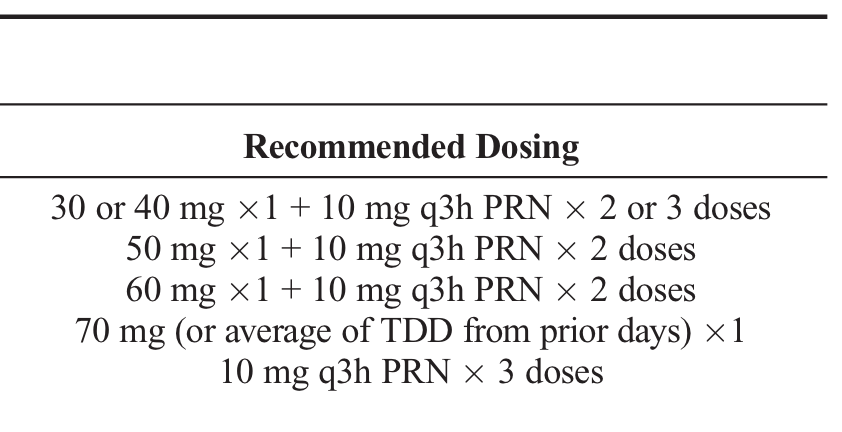 Recommended Dosing
30 or 40 mg ×1 + 10 mg q3h PRN × 2 or 3 doses
50 mg ×1 + 10 mg q3h PRN × 2 doses
60 mg ×1 + 10 mg q3h PRN × 2 doses
70 mg (or average of TDD from prior days) ×1
10 mg q3h PRN × 3 doses